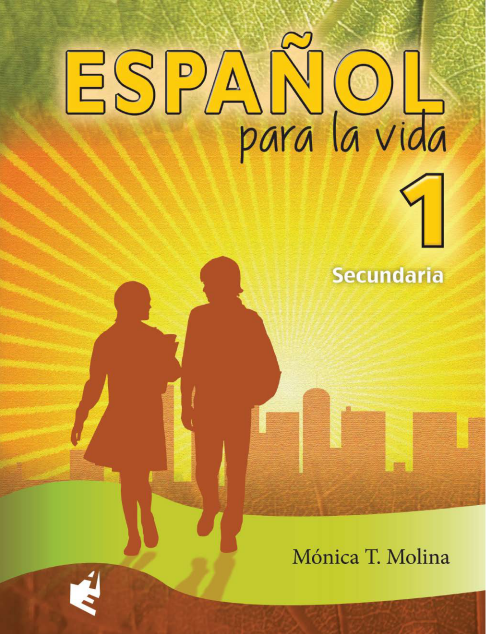 ESPAÑOL
para la vida
1
Secundaria
Mónica T. Molina